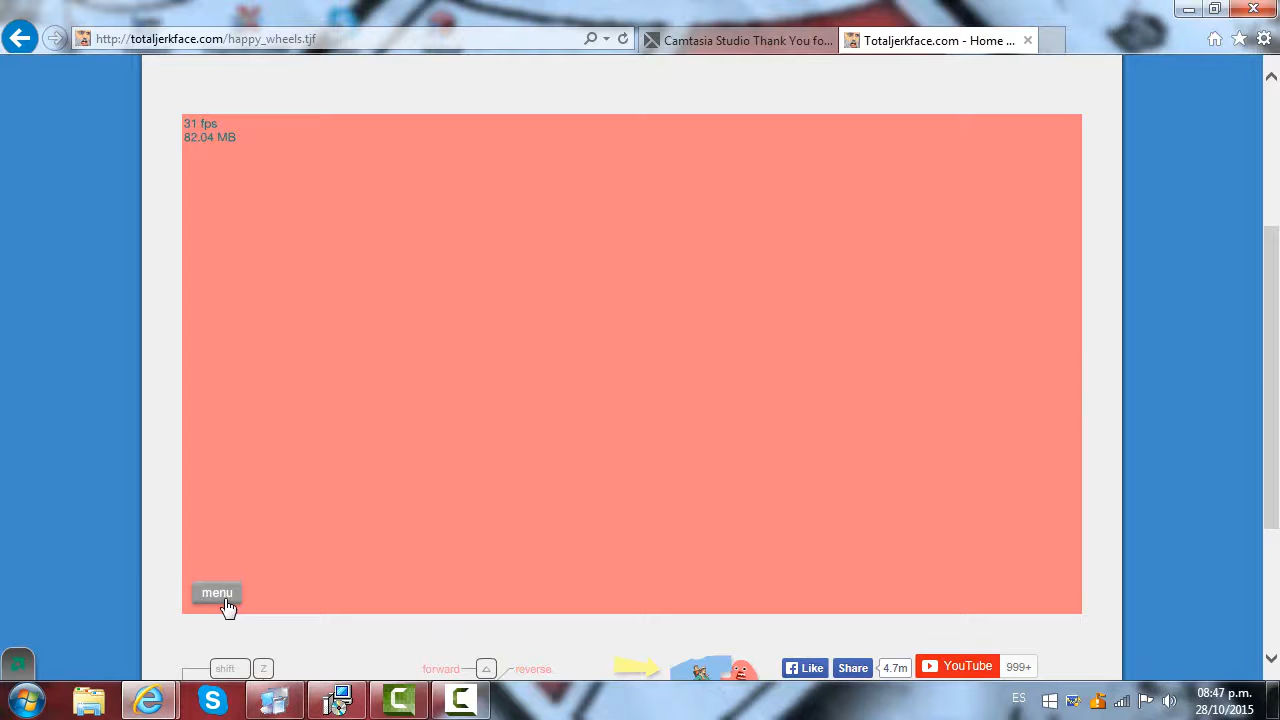 http://totaljerkface.com/happy_wheels.tjf
Camtasia Studio Thank You fo...
Totaljerkface.com - Home ...
31 fps
82.04 MB
menu
shift
Z
forward
reverse
Like
Share
4.7m
YouTube
999+
ES
08:47 p.m.
28/10/2015